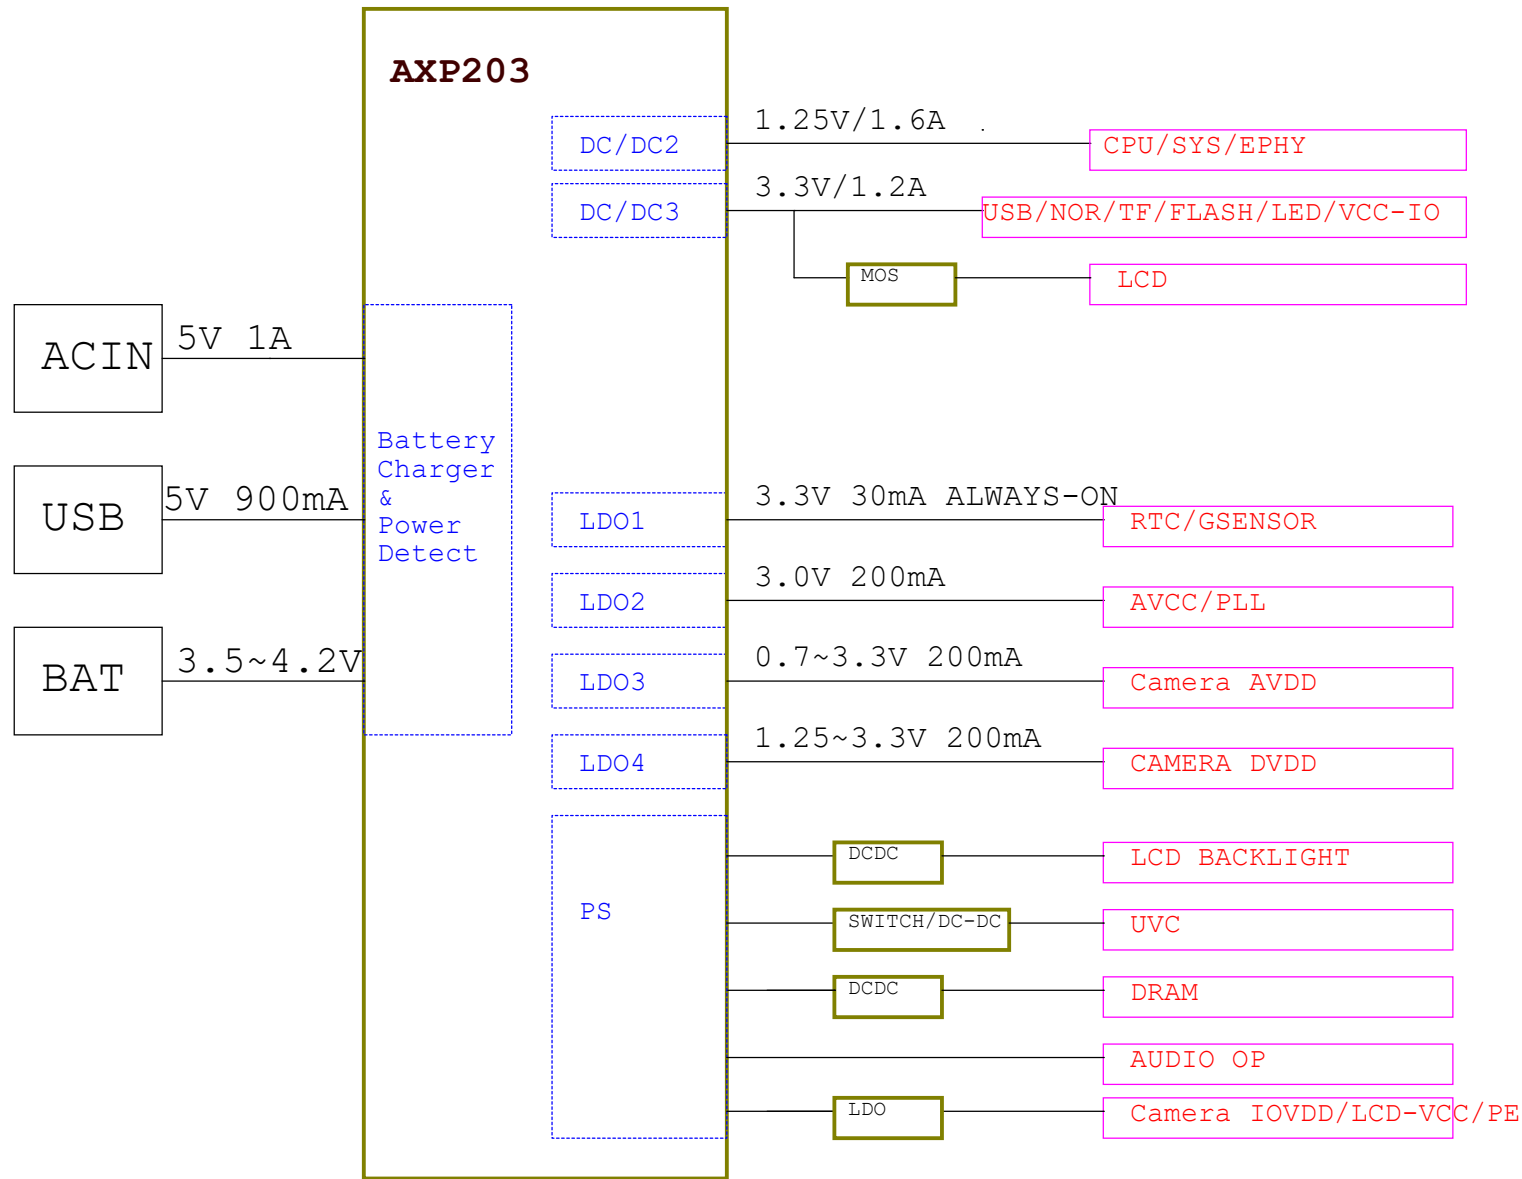 AXP203
DC/DC2
1.25V/1.6A
CPU/SYS/EPHY
DC/DC3
3.3V/1.2A
USB/NOR/TF/FLASH/LED/VCC-IO
MOS
LCD
ACIN
5V 1A
USB
5V 900mA
BAT
3.5~4.2V
Battery
Charger
&
Power
Detect
LDO1
3.3V 30mA ALWAYS-ON
RTC/GSENSOR
LDO2
3.0V 200mA
AVCC/PLL
LDO3
0.7~3.3V 200mA
Camera AVDD
LDO4
1.25~3.3V 200mA
CAMERA DVDD
PS
DCDC
LCD BACKLIGHT
SWITCH/DC-DC
UVC
DCDC
DRAM
AUDIO OP
LDO
Camera IOVDD/LCD-VCC/PE